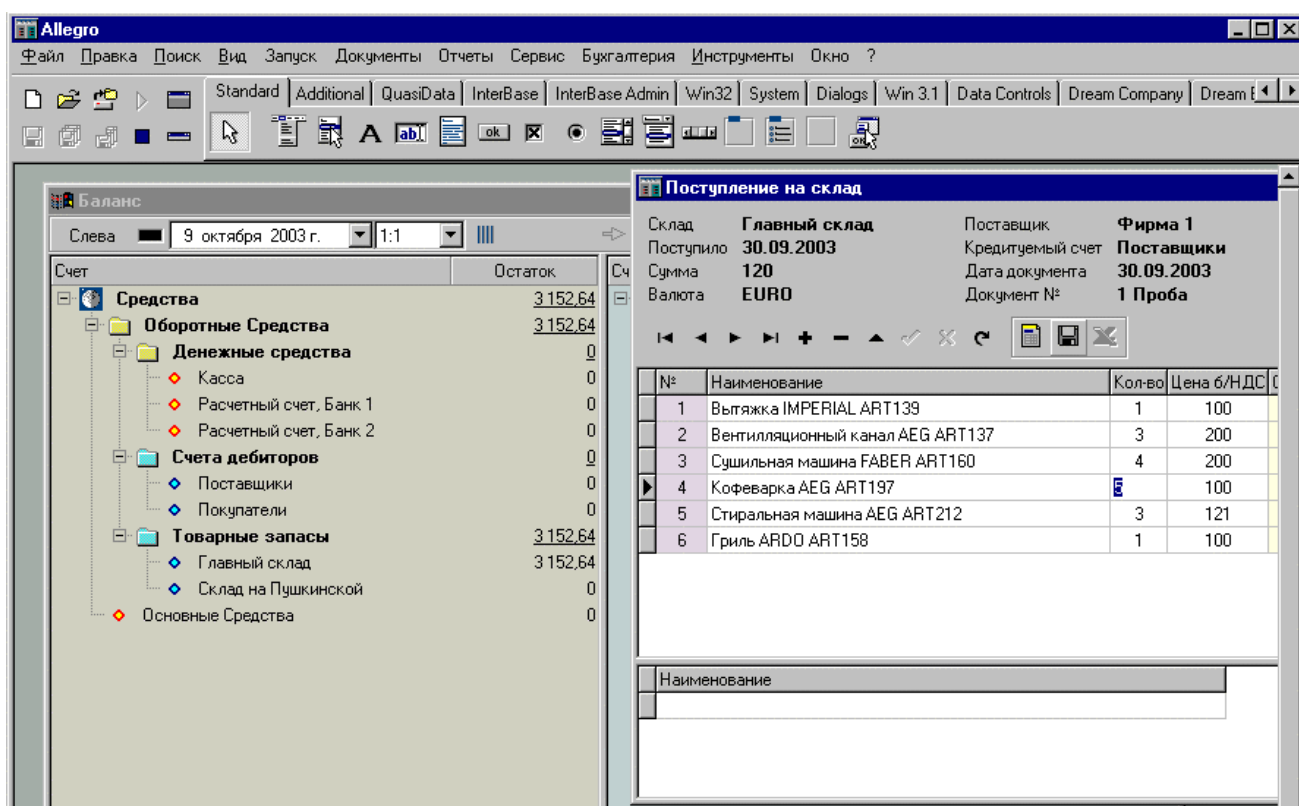 Allegro
Файл Правка Поиск Вид Запуск Документы Отчеты Сервис Бухгалтерия Инструменты Окно ?
Standard Additional QuasiData InterBase InterBase Admin Win32 System Dialogs Win 3.1 Data Controls Dream Company Dream
A ab ok OK
Баланс
Слева 9 октября 2003 г. 1:1
Счет Остаток Сч
Средства 3 152,64
Оборотные Средства 3 152,64
Денежные средства 0
Касса 0
Расчетный счет, Банк 1 0
Расчетный счет, Банк 2 0
Счета дебиторов 0
Поставщики 0
Покупатели 0
Товарные запасы 3 152,64
Главный склад 3 152,64
Склад на Пушкинской 0
Основные Средства 0
Поступление на склад
Склад Главный склад Поставщик Фирма 1
Поступило 30.09.2003 Кредитуемый счет Поставщики
Сумма 120 Дата документа 30.09.2003
Валюта EURO Документ № 1 Проба
№ Наименование Кол-во Цена б/НДС
1 Вытяжка IMPERIAL ART139 1 100
2 Вентилляционный канал AEG ART137 3 200
3 Сушильная машина FABER ART160 4 200
4 Кофеварка AEG ART197 100
5 Стиральная машина AEG ART212 3 121
6 Гриль ARDO ART158 1 100
Наименование